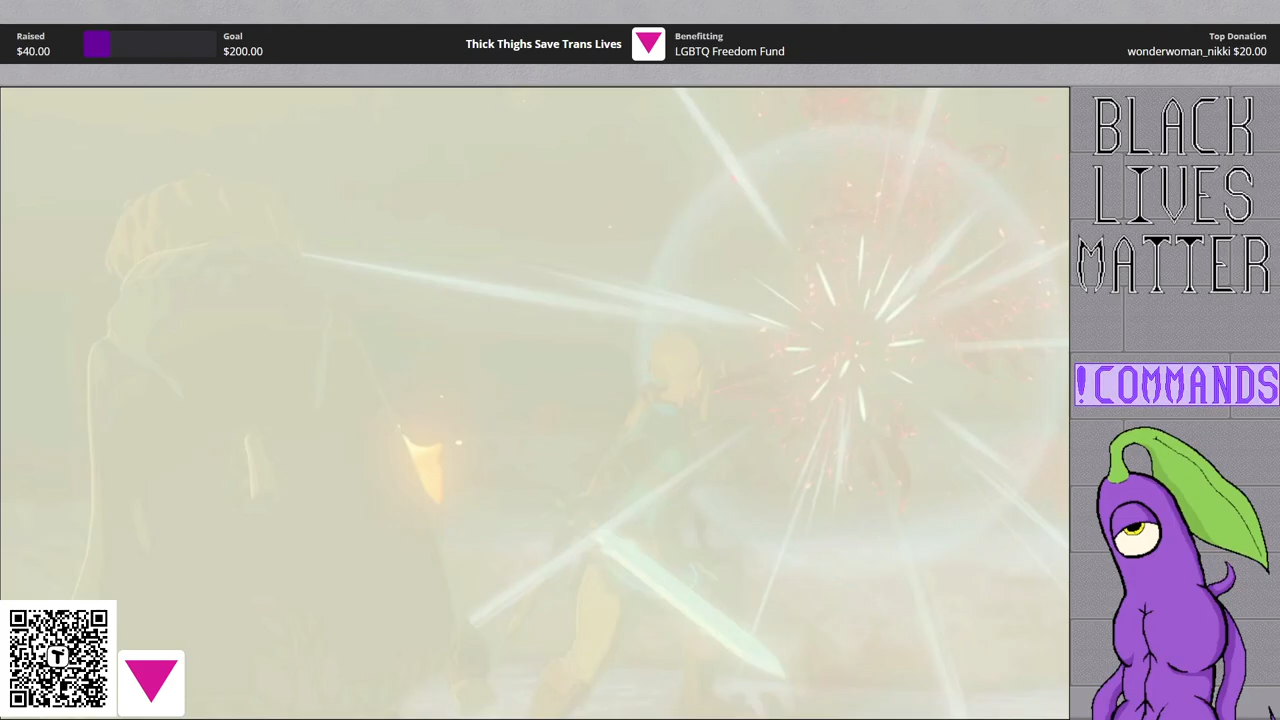 Raised
$40.00
Goal
$200.00
Thick Thighs Save Trans Lives
Benefitting
LGBTQ Freedom Fund
Top Donation
wonderwoman_nikki $20.00
BLACK
LIVES
MATTER
!COMMANDS
T